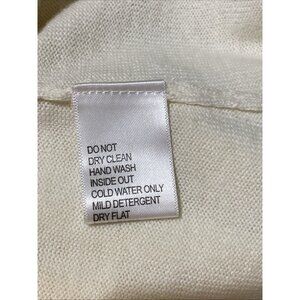 DO NOT
DRY CLEAN
HAND WASH
INSIDE OUT
COLD WATER ONLY
MILD DETERGENT
DRY FLAT